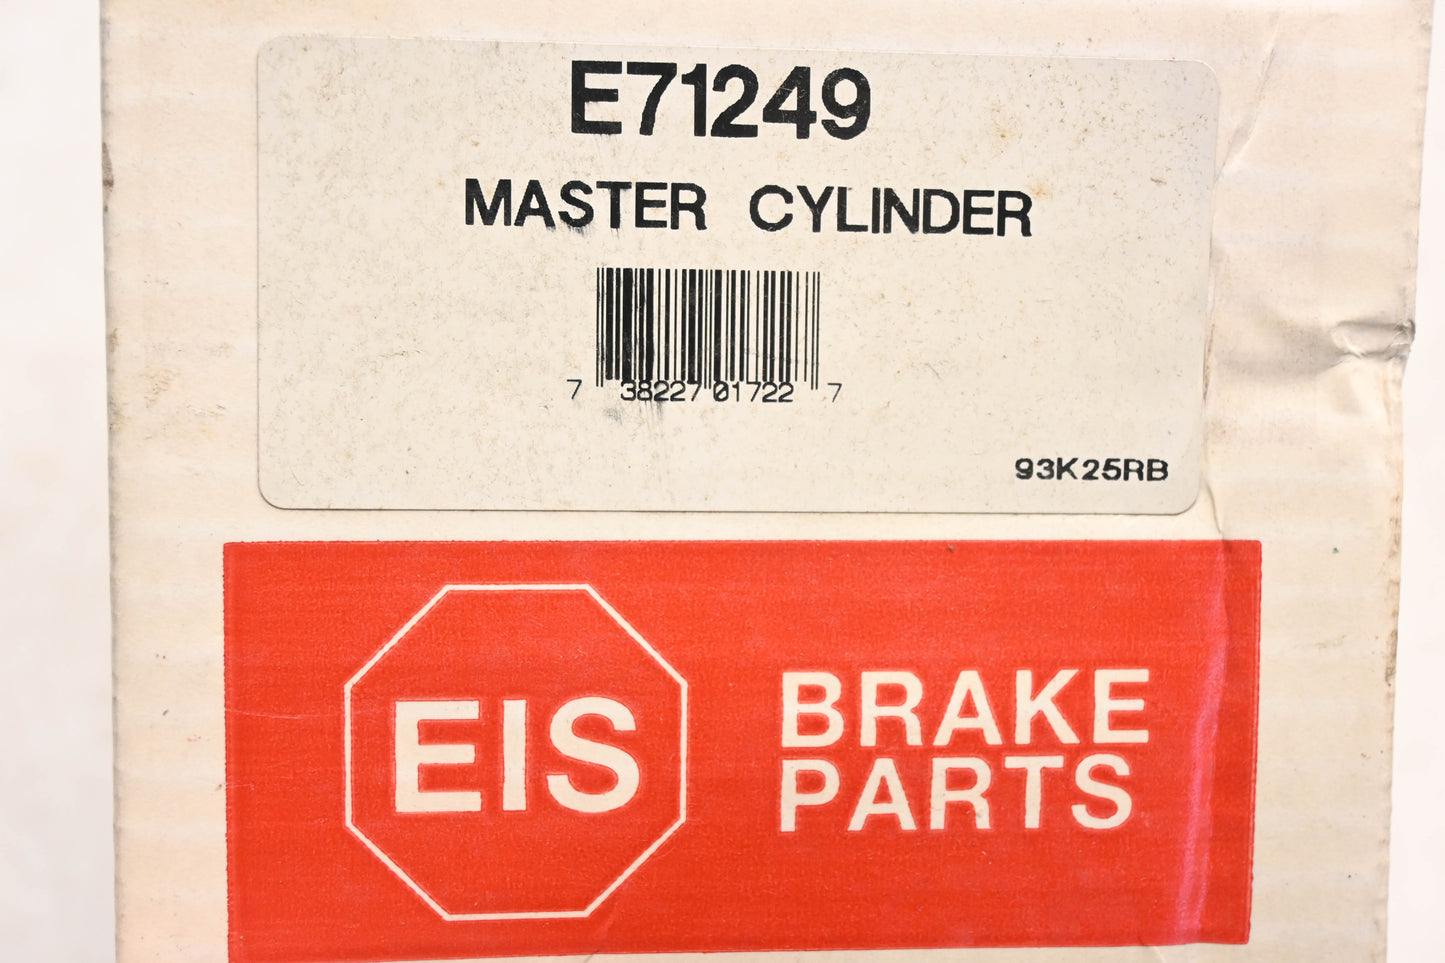 E71249
MASTER CYLINDER
7 38227 01722 7
93K25RB
EIS
BRAKE
PARTS